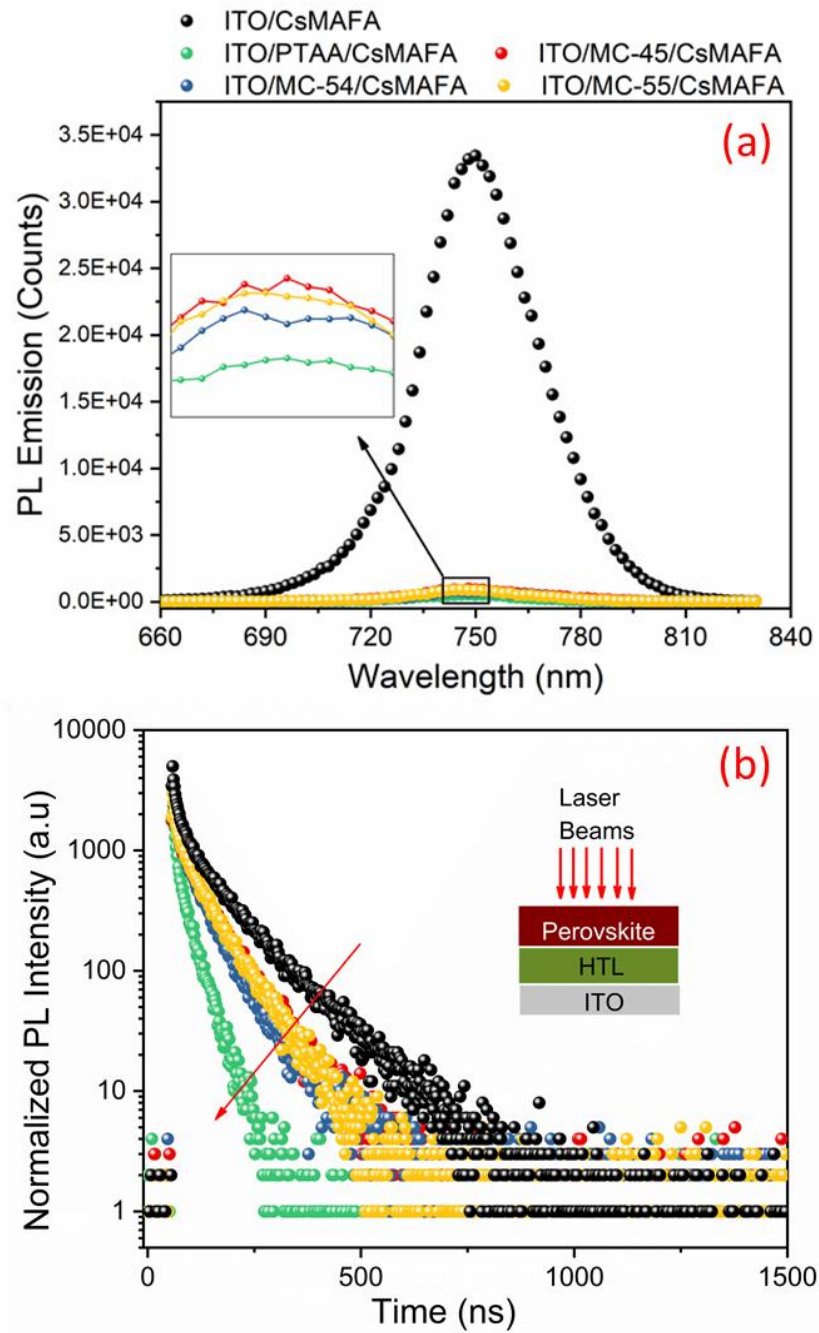 ITO/CsMAFA
ITO/PTAA/CsMAFA ITO/MC-45/CsMAFA
ITO/MC-54/CsMAFA ITO/MC-55/CsMAFA
(a)
3.5E+04
3.0E+04
2.5E+04
2.0E+04
1.5E+04
1.0E+04
5.0E+03
0.0E+00
PL Emission (Counts)
660 690 720 750 780 810 840
Wavelength (nm)
(b)
10000
1000
100
10
1
Normalized PL Intensity (a.u)
Laser
Beams
Perovskite
HTL
ITO
0 500 1000 1500
Time (ns)